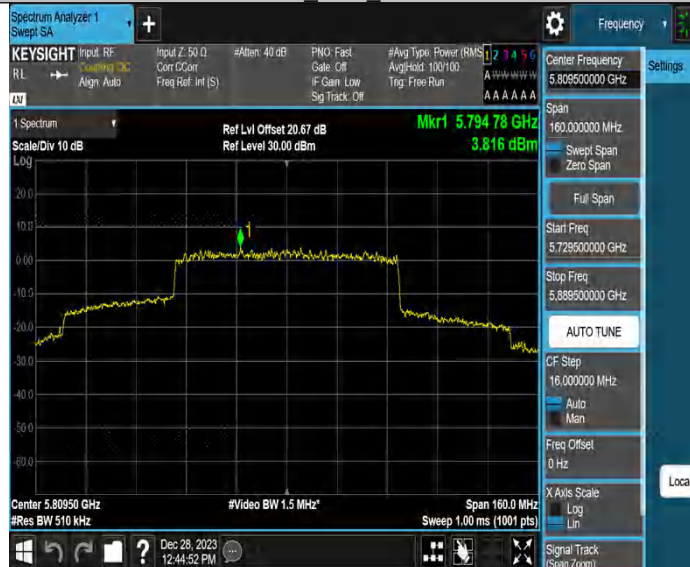 Spectrum Analyzer 1
Swept SA
Frequency
KEYSIGHT
RL
Input: RF
Coupling: DC
Align: Auto
Input Z: 50 Ω
Corr CCorr
Freq Ref: Int (S)
#Atten: 40 dB
PNO: Fast
Gate: Off
IF Gain: Low
Sig Track: Off
#Avg Type: Power (RMS
Avg|Hold: 100/100
Trig: Free Run
1 2 3 4 5 6
A W W W W W
A A A A A A
LXI
1 Spectrum
Scale/Div 10 dB
Log
Ref Lvl Offset 20.67 dB
Ref Level 30.00 dBm
Mkr1 5.794 78 GHz
3.816 dBm
20.0
10.0
0.00
-10.0
-20.0
-30.0
-40.0
-50.0
-60.0
1
Center 5.80950 GHz
#Res BW 510 kHz
#Video BW 1.5 MHz*
Span 160.0 MHz
Sweep 1.00 ms (1001 pts)
Dec 28, 2023
12:44:52 PM
Center Frequency
5.809500000 GHz
Settings
Span
160.000000 MHz
Swept Span
Zero Span
Full Span
Start Freq
5.729500000 GHz
Stop Freq
5.889500000 GHz
AUTO TUNE
CF Step
16.000000 MHz
Auto
Man
Freq Offset
0 Hz
X Axis Scale
Log
Lin
Loca
Signal Track
(Span Zoom)